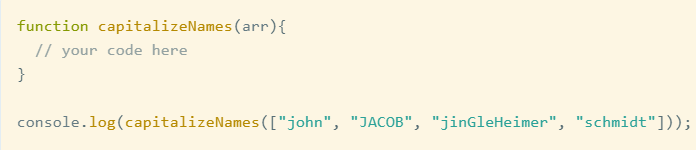 function capitalizeNames(arr){
  // your code here
}
console.log(capitalizeNames(["john", "JACOB", "jinGleHeimer", "schmidt"]));